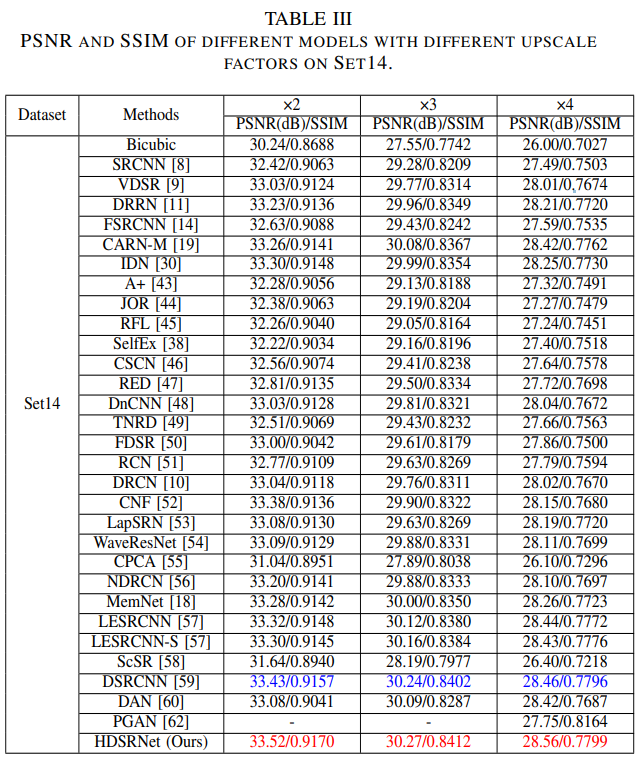 TABLE III
PSNR AND SSIM OF DIFFERENT MODELS WITH DIFFERENT UPSCALE
FACTORS ON SET14.
Dataset Methods ×2 ×3 ×4
PSNR(dB)/SSIM PSNR(dB)/SSIM PSNR(dB)/SSIM
Bicubic 30.24/0.8688 27.55/0.7742 26.00/0.7027
SRCNN [8] 32.42/0.9063 29.28/0.8209 27.49/0.7503
VDSR [9] 33.03/0.9124 29.77/0.8314 28.01/0.7674
DRRN [11] 33.23/0.9136 29.96/0.8349 28.21/0.7720
FSRCNN [14] 32.63/0.9088 29.43/0.8242 27.59/0.7535
CARN-M [19] 33.26/0.9141 30.08/0.8367 28.42/0.7762
IDN [30] 33.30/0.9148 29.99/0.8354 28.25/0.7730
A+ [43] 32.28/0.9056 29.13/0.8188 27.32/0.7491
JOR [44] 32.38/0.9063 29.19/0.8204 27.27/0.7479
RFL [45] 32.26/0.9040 29.05/0.8164 27.24/0.7451
SelfEx [38] 32.22/0.9034 29.16/0.8196 27.40/0.7518
CSCN [46] 32.56/0.9074 29.41/0.8238 27.64/0.7578
RED [47] 32.81/0.9135 29.50/0.8334 27.72/0.7698
Set14 DnCNN [48] 33.03/0.9128 29.81/0.8321 28.04/0.7672
TNRD [49] 32.51/0.9069 29.43/0.8232 27.66/0.7563
FDSR [50] 33.00/0.9042 29.61/0.8179 27.86/0.7500
RCN [51] 32.77/0.9109 29.63/0.8269 27.79/0.7594
DRCN [10] 33.04/0.9118 29.76/0.8311 28.02/0.7670
CNF [52] 33.38/0.9136 29.90/0.8322 28.15/0.7680
LapSRN [53] 33.08/0.9130 29.63/0.8269 28.19/0.7720
WaveResNet [54] 33.09/0.9129 29.88/0.8331 28.11/0.7699
CPCA [55] 31.04/0.8951 27.89/0.8038 26.10/0.7296
NDRCN [56] 33.20/0.9141 29.88/0.8333 28.10/0.7697
MemNet [18] 33.28/0.9142 30.00/0.8350 28.26/0.7723
LESRCNN [57] 33.32/0.9148 30.12/0.8380 28.44/0.7772
LESRCNN-S [57] 33.30/0.9145 30.16/0.8384 28.43/0.7776
ScSR [58] 31.64/0.8940 28.19/0.7977 26.40/0.7218
DSRCNN [59] 33.43/0.9157 30.24/0.8402 28.46/0.7796
DAN [60] 33.08/0.9041 30.09/0.8287 28.42/0.7687
PGAN [62] - - 27.75/0.8164
HDSRNet (Ours) 33.52/0.9170 30.27/0.8412 28.56/0.7799